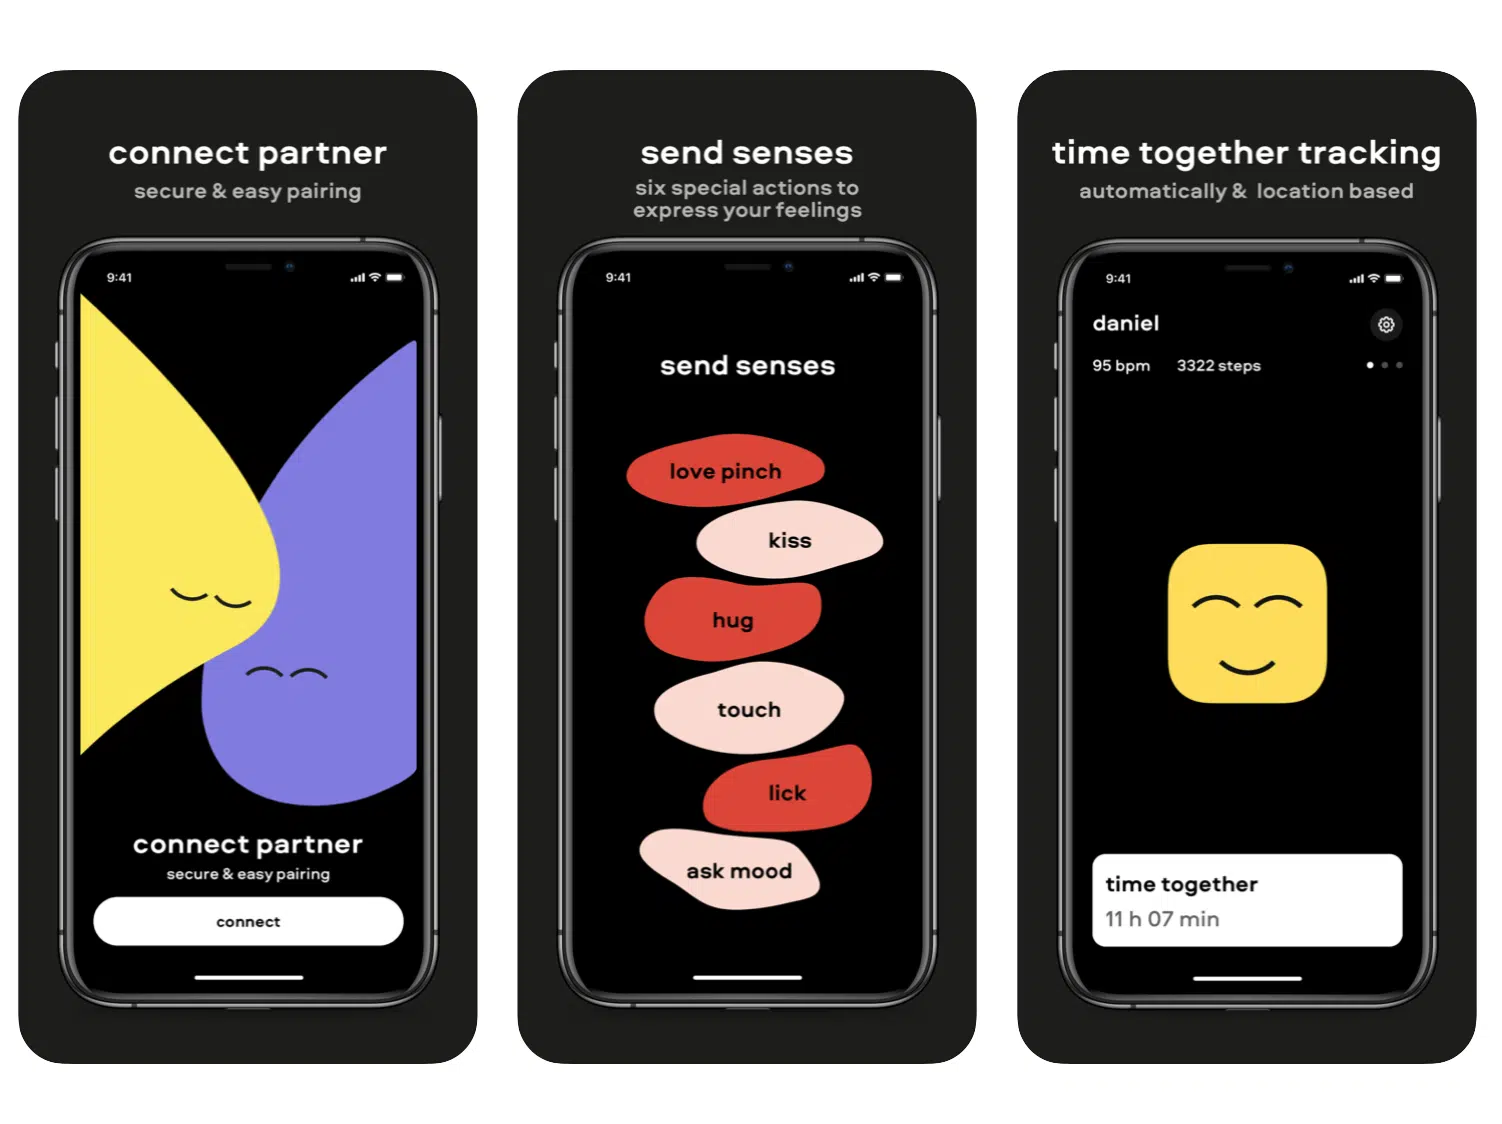 connect partner
secure & easy pairing
9:41
connect partner
secure & easy pairing
connect
send senses
six special actions to
express your feelings
9:41
send senses
love pinch
kiss
hug
touch
lick
ask mood
time together tracking
automatically & location based
9:41
daniel
95 bpm 3322 steps
time together
11 h 07 min